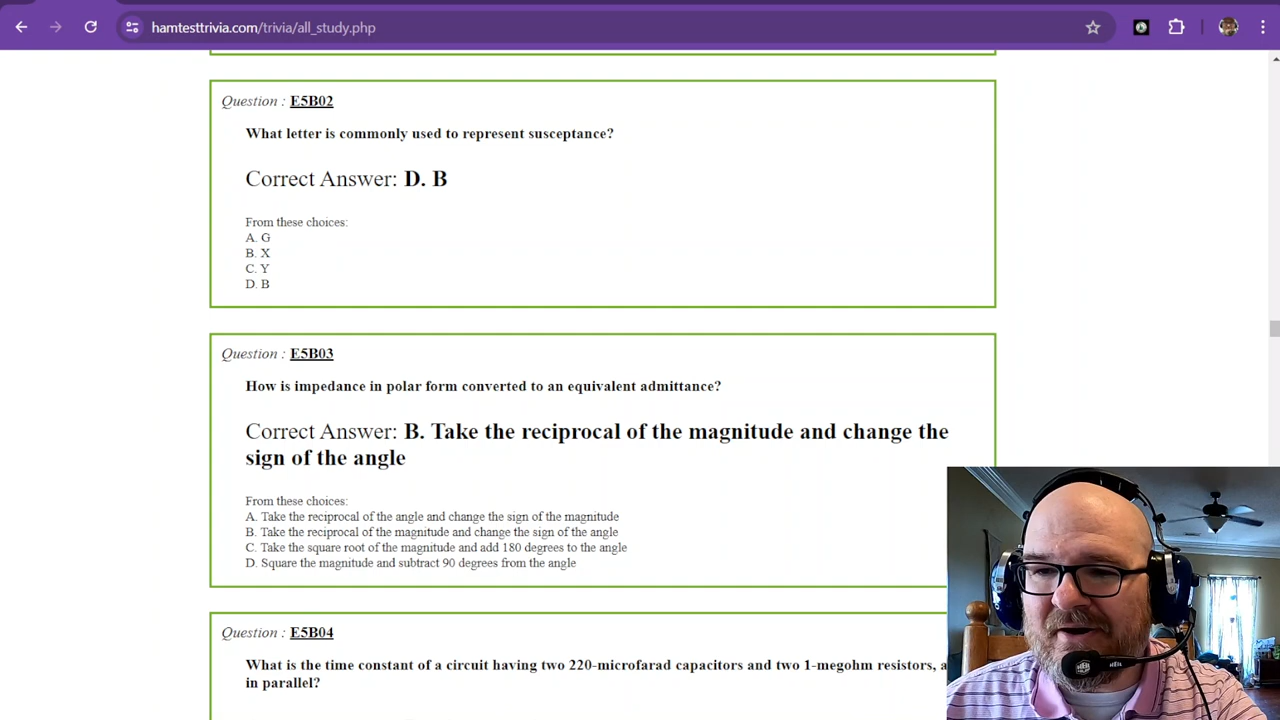 hamtesttrivia.com/trivia/all_study.php
Question : E5B02
What letter is commonly used to represent susceptance?
Correct Answer: D. B
From these choices:
A. G
B. X
C. Y
D. B
Question : E5B03
How is impedance in polar form converted to an equivalent admittance?
Correct Answer: B. Take the reciprocal of the magnitude and change the
sign of the angle
From these choices:
A. Take the reciprocal of the angle and change the sign of the magnitude
B. Take the reciprocal of the magnitude and change the sign of the angle
C. Take the square root of the magnitude and add 180 degrees to the angle
D. Square the magnitude and subtract 90 degrees from the angle
Question : E5B04
What is the time constant of a circuit having two 220-microfarad capacitors and two 1-megohm resistors,
in parallel?